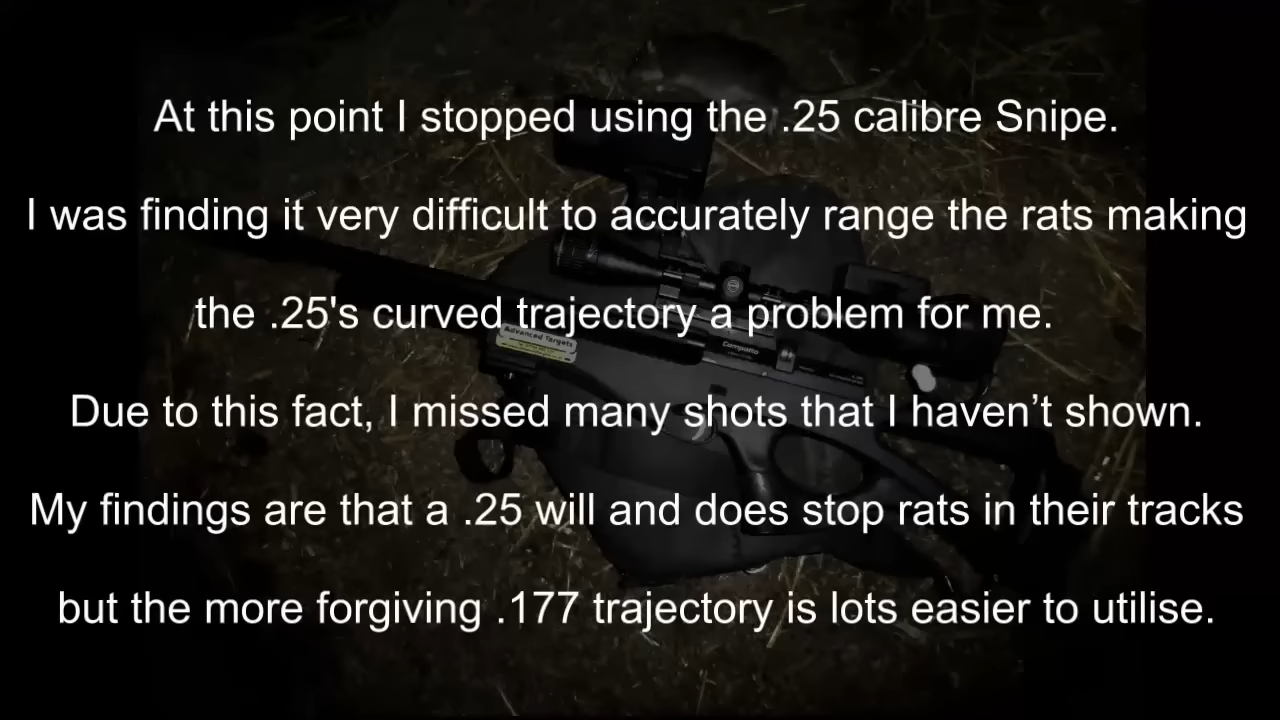 At this point I stopped using the .25 calibre Snipe.
I was finding it very difficult to accurately range the rats making
the .25's curved trajectory a problem for me.
Advanced Targets
Compatto
Due to this fact, I missed many shots that I haven’t shown.
My findings are that a .25 will and does stop rats in their tracks
but the more forgiving .177 trajectory is lots easier to utilise.